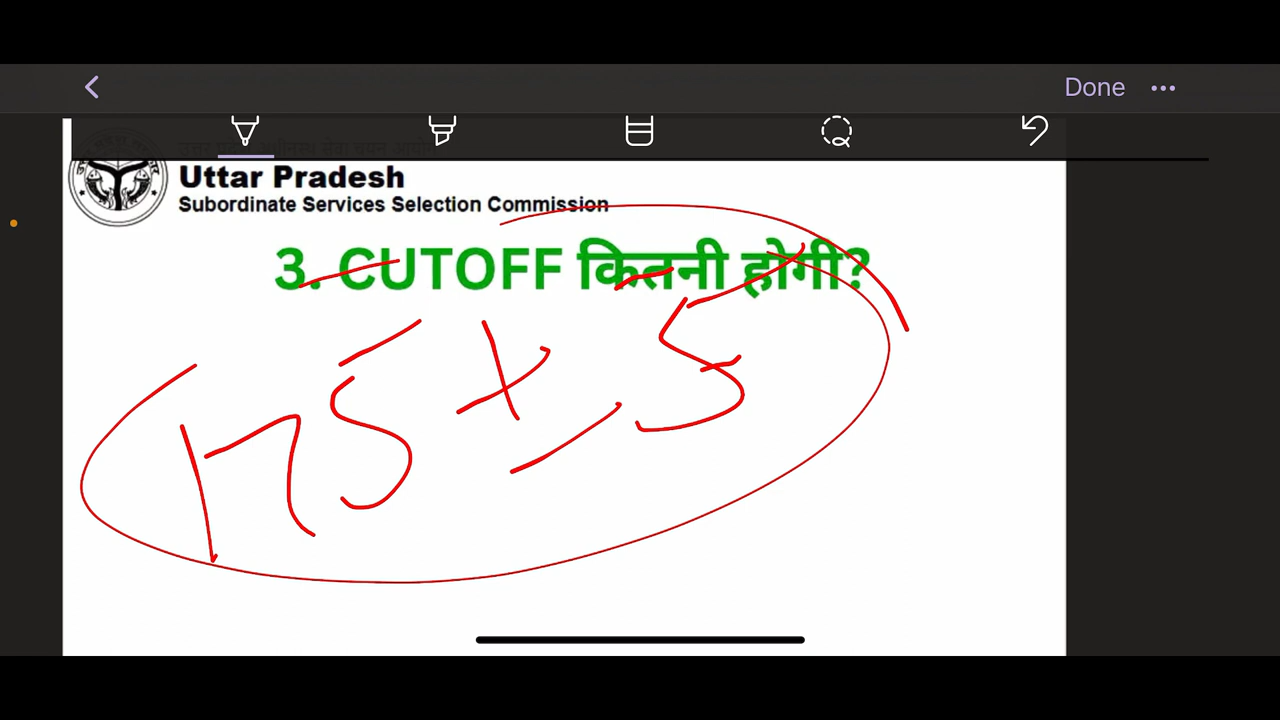 Done
Uttar Pradesh
Subordinate Services Selection Commission
3. CUTOFF कितनी होगी?
175 ± 5